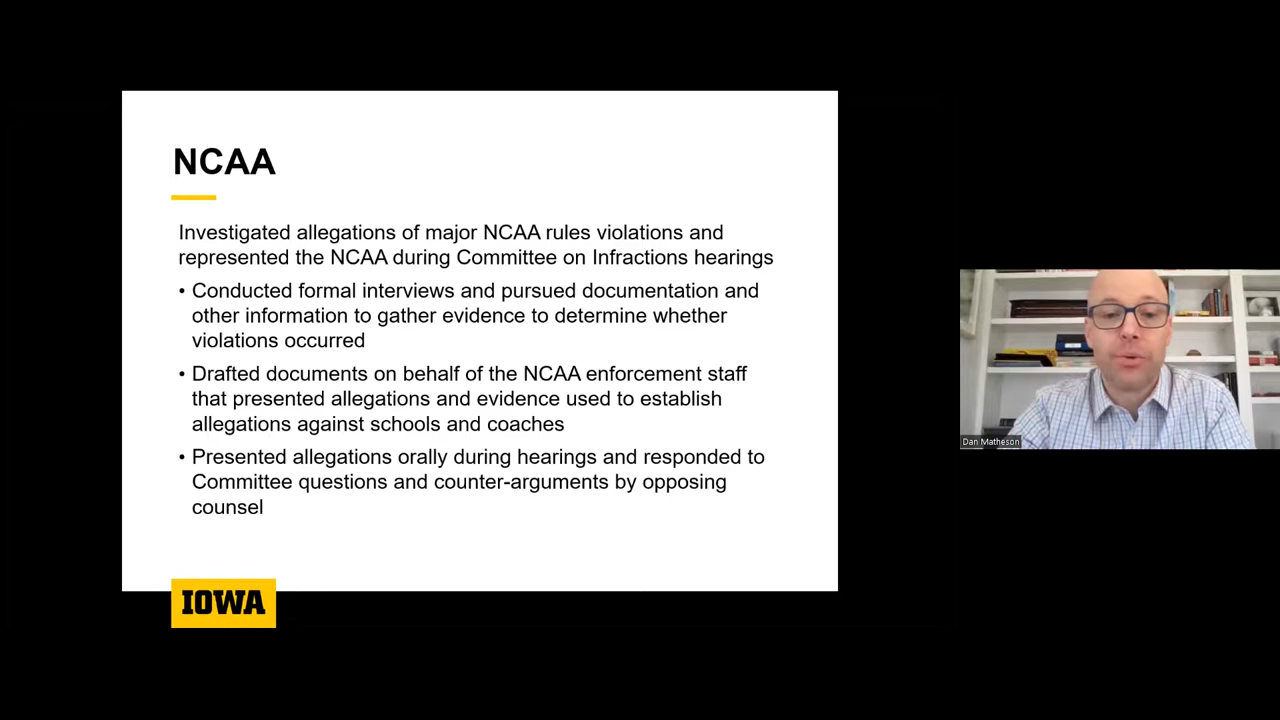 NCAA
Investigated allegations of major NCAA rules violations and
represented the NCAA during Committee on Infractions hearings
• Conducted formal interviews and pursued documentation and
other information to gather evidence to determine whether
violations occurred
• Drafted documents on behalf of the NCAA enforcement staff
that presented allegations and evidence used to establish
allegations against schools and coaches
• Presented allegations orally during hearings and responded to
Committee questions and counter-arguments by opposing
counsel
IOWA
Dan Matheson